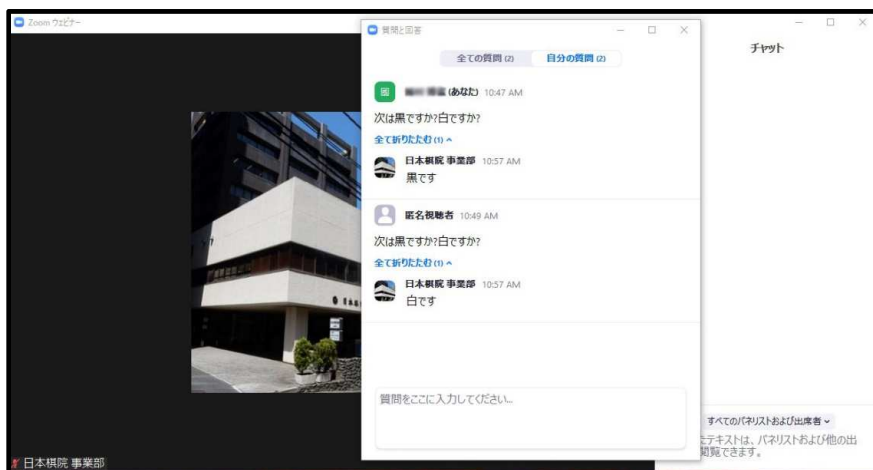 Zoom ウェビナー
質問と回答
チャット
全ての質問 (2)
自分の質問 (2)
(あなた) 10:47 AM
次は黒ですか?白ですか?
全て折りたたむ (1)
日本棋院 事業部 10:57 AM
黒です
匿名視聴者 10:49 AM
次は黒ですか?白ですか?
全て折りたたむ (1)
日本棋院 事業部 10:57 AM
白です
質問をここに入力してください...
すべてのパネリストおよび出席者
たテキストは、パネリストおよび他の出
閲覧できます。
日本棋院 事業部